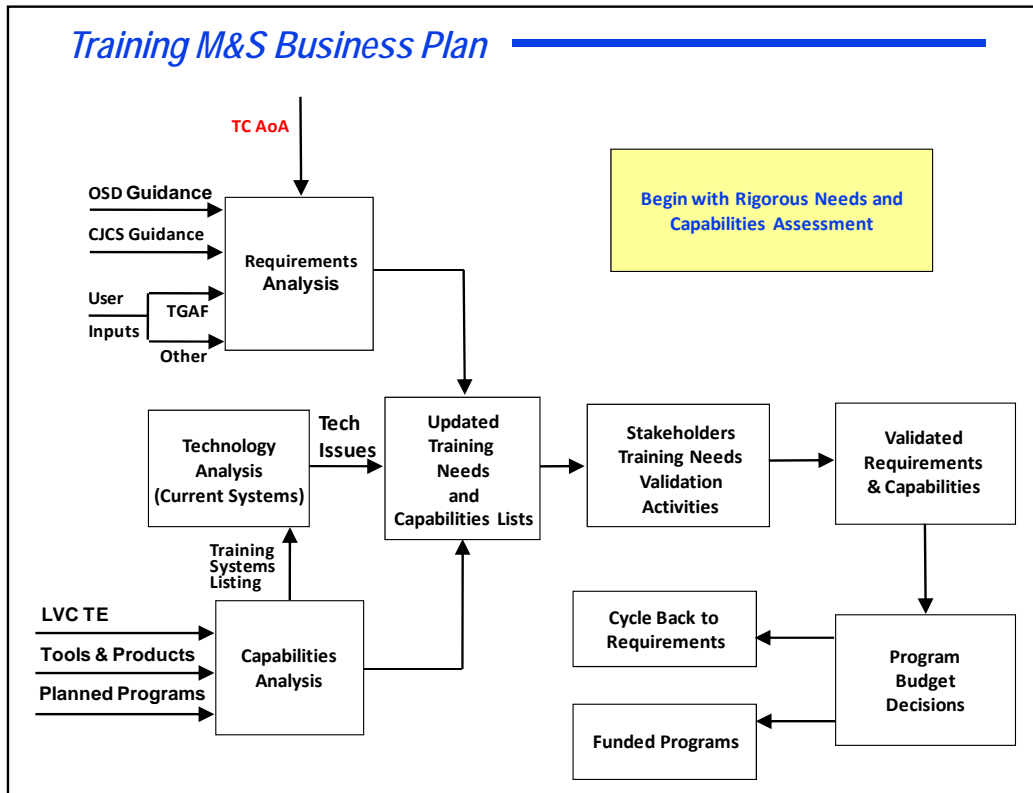 Training M&S Business Plan
TC AoA
Begin with Rigorous Needs and
Capabilities Assessment
OSD Guidance
CJCS Guidance
User
Inputs
TGAF
Other
Requirements
Analysis
Technology
Analysis
(Current Systems)
Tech
Issues
Updated
Training
Needs
and
Capabilities Lists
Stakeholders
Training Needs
Validation
Activities
Validated
Requirements
& Capabilities
Training
Systems
Listing
LVC TE
Tools & Products
Planned Programs
Capabilities
Analysis
Cycle Back to
Requirements
Program
Budget
Decisions
Funded Programs